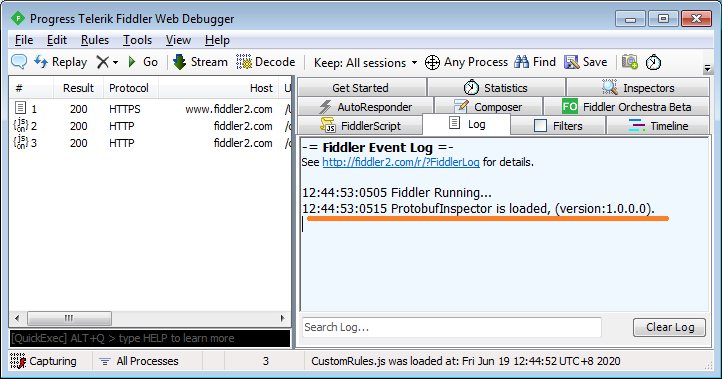 Progress Telerik Fiddler Web Debugger
File Edit Rules Tools View Help
Replay Go Stream Decode Keep: All sessions Any Process Find Save
# Result Protocol Host U
1 200 HTTPS www.fiddler2.com /U
2 200 HTTP fiddler2.com /c
3 200 HTTP fiddler2.com /c
Get Started Statistics Inspectors
AutoResponder Composer FO Fiddler Orchestra Beta
FiddlerScript Log Filters Timeline
-= Fiddler Event Log =-
See http://fiddler2.com/r/?FiddlerLog for details.
12:44:53:0505 Fiddler Running...
12:44:53:0515 ProtobufInspector is loaded, (version:1.0.0.0).
Search Log... Clear Log
[QuickExec] ALT+Q > type HELP to learn more
Capturing All Processes 3 CustomRules.js was loaded at: Fri Jun 19 12:44:52 UTC+8 2020